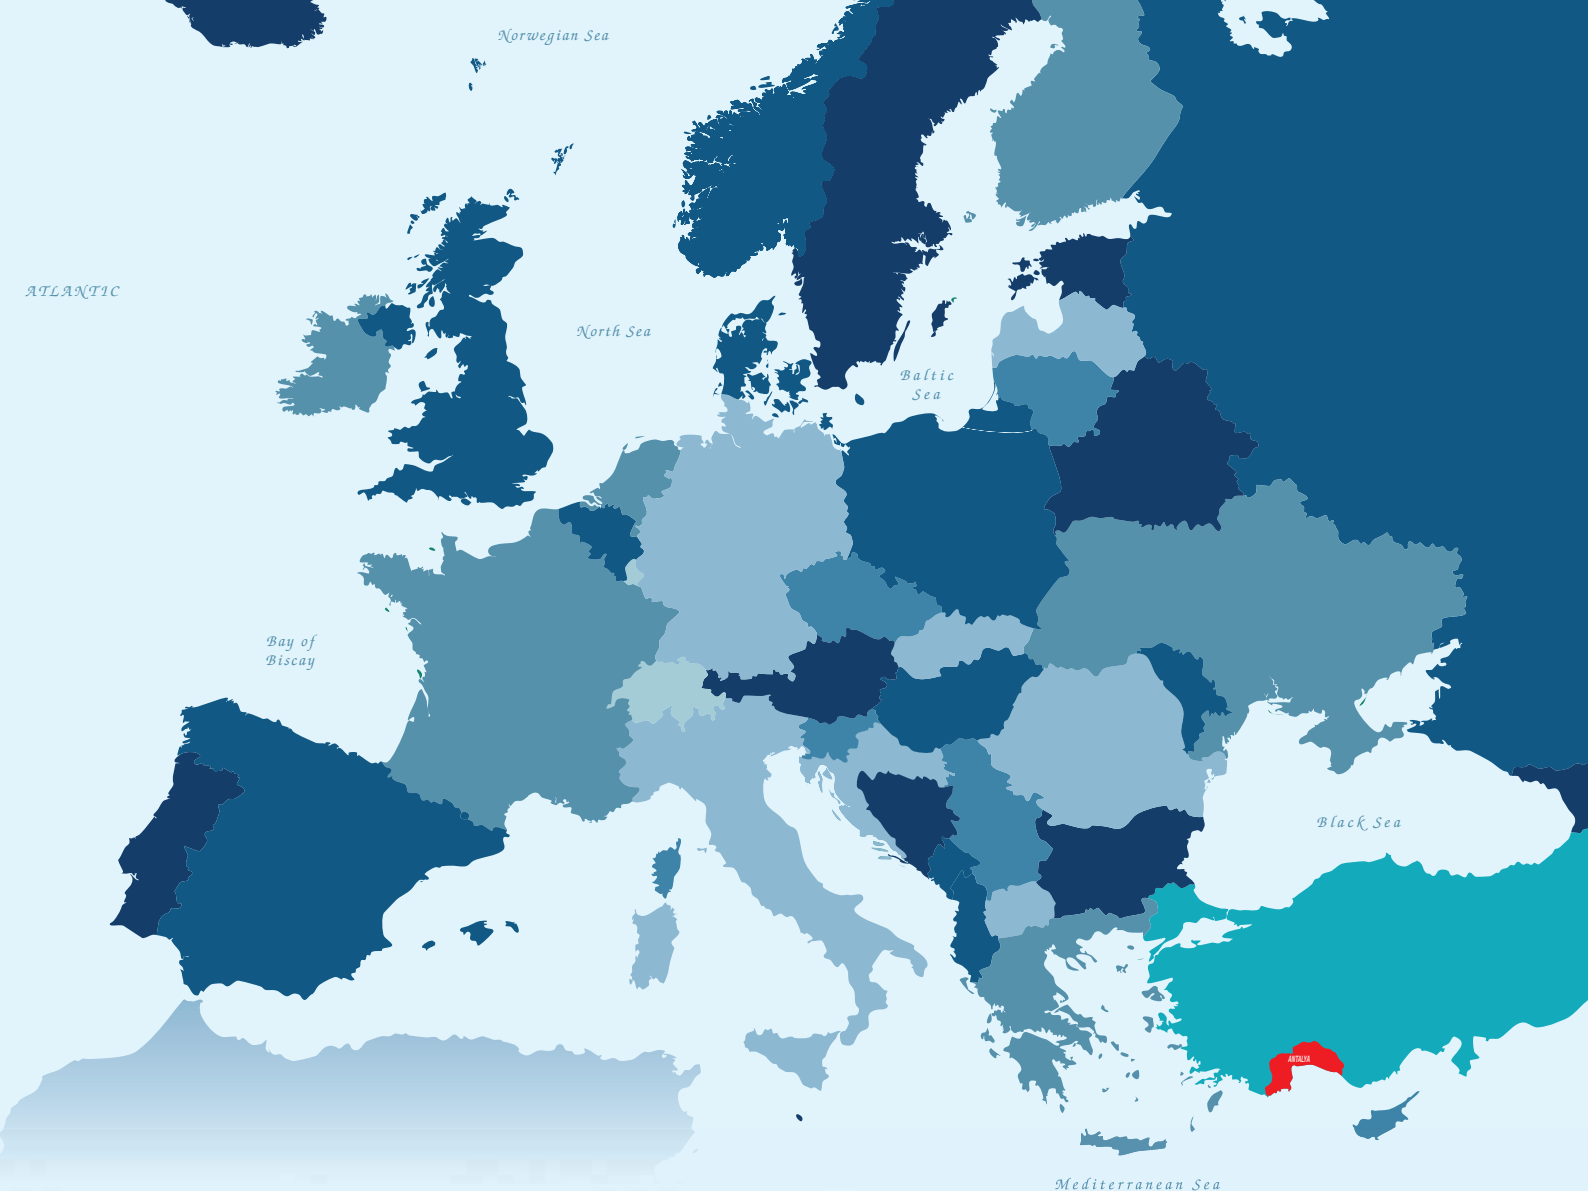 Norwegian Sea
ATLANTIC
North Sea
Baltic
Sea
Bay of
Biscay
Black Sea
ANTALYA
Mediterranean Sea